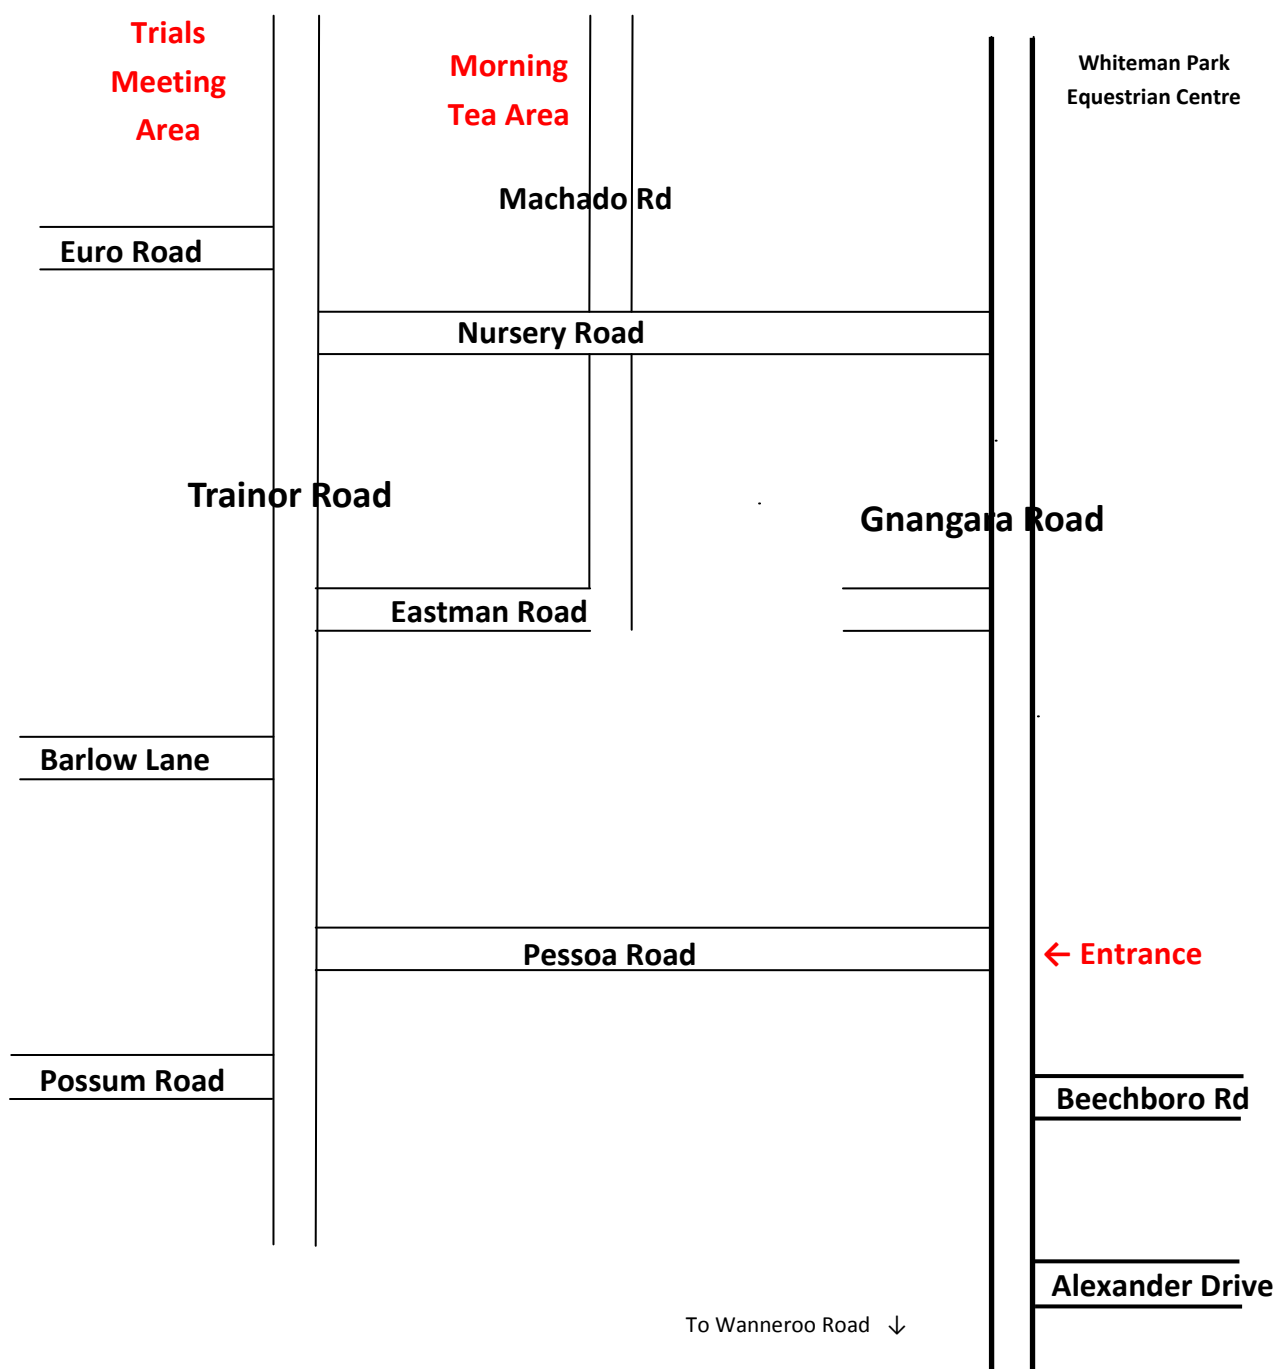 Trials
Meeting
Area
Morning
Tea Area
Whiteman Park
Equestrian Centre
Machado Rd
Euro Road
Nursery Road
Trainor Road
Gnangara Road
Eastman Road
Barlow Lane
Pessoa Road
← Entrance
Possum Road
Beechboro Rd
Alexander Drive
To Wanneroo Road ↓